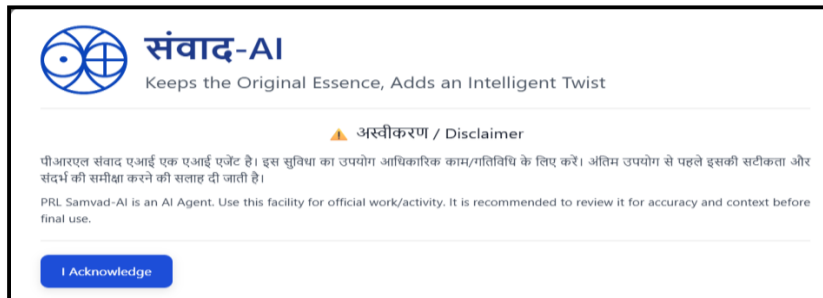 संवाद-AI
Keeps the Original Essence, Adds an Intelligent Twist
⚠ अस्वीकरण / Disclaimer
पीआरएल संवाद एआई एक एआई एजेंट है। इस सुविधा का उपयोग आधिकारिक काम/गतिविधि के लिए करें। अंतिम उपयोग से पहले इसकी सटीकता और
संदर्भ की समीक्षा करने की सलाह दी जाती है।
PRL Samvad-AI is an AI Agent. Use this facility for official work/activity. It is recommended to review it for accuracy and context before
final use.
I Acknowledge